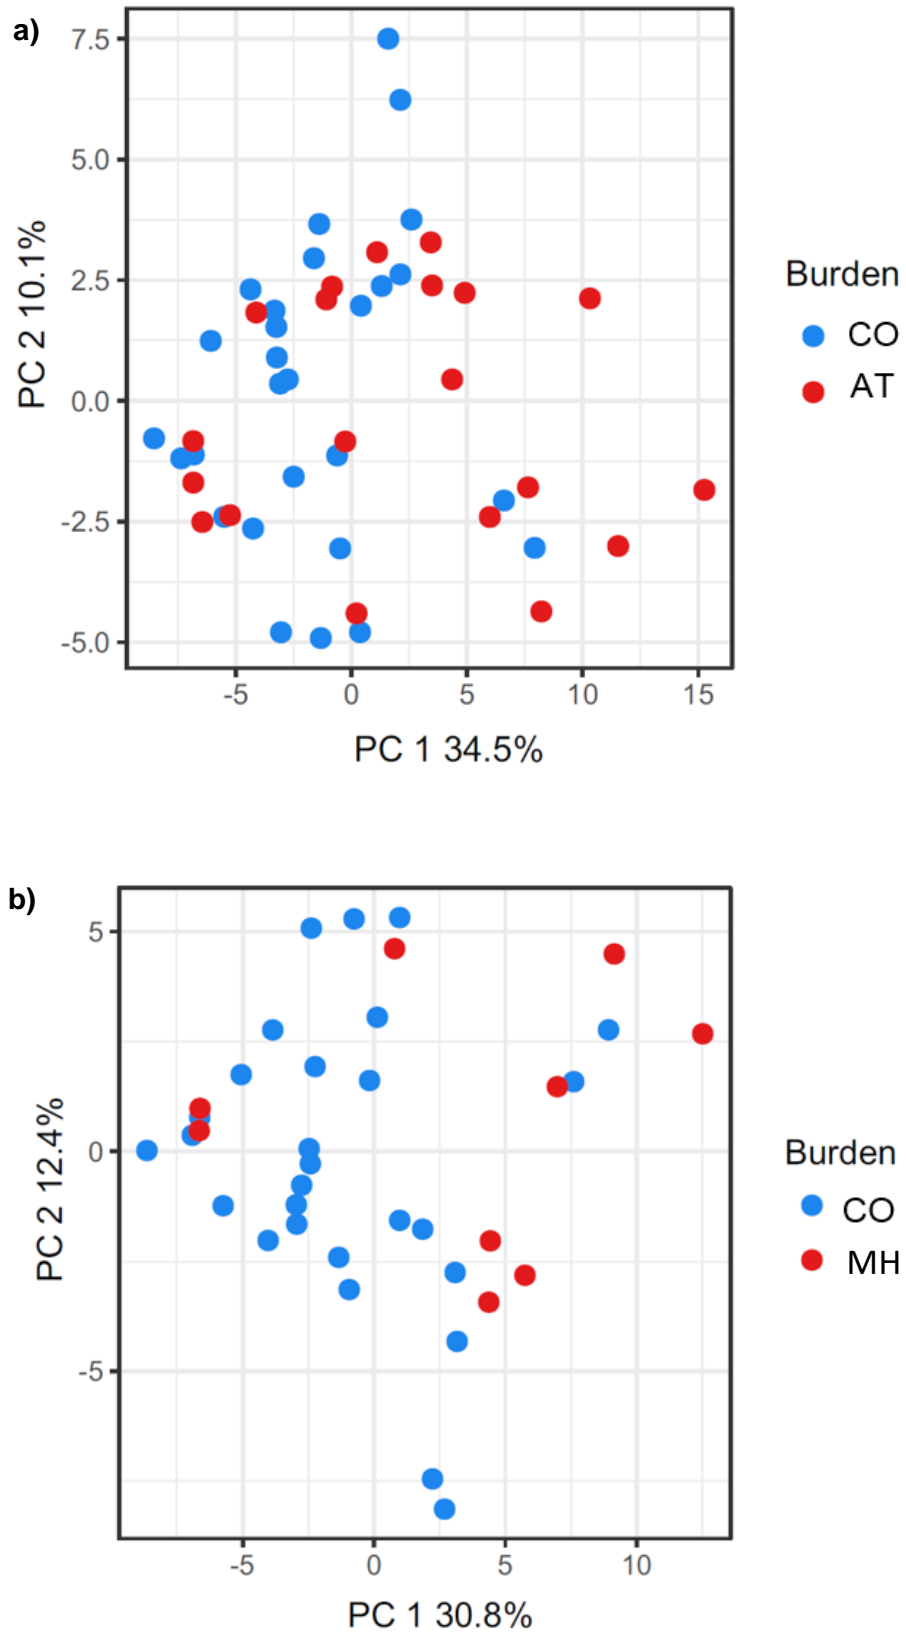 a)
7.5
5.0
2.5
0.0
-2.5
-5.0
PC 2 10.1%
-5 0 5 10 15
PC 1 34.5%
Burden
CO
AT
b)
5
0
-5
PC 2 12.4%
-5 0 5 10
PC 1 30.8%
Burden
CO
MH